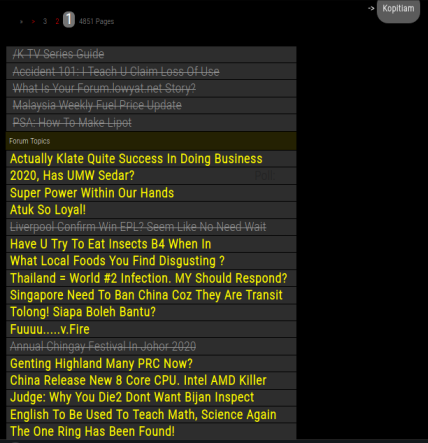 -> Kopitiam
« < 3 2 1 4851 Pages
/K TV Series Guide
Accident 101: I Teach U Claim Loss Of Use
What Is Your Forum.lowyat.net Story?
Malaysia Weekly Fuel Price Update
PSA: How To Make Lipot
Forum Topics
Actually Klate Quite Success In Doing Business
2020, Has UMW Sedar?
Super Power Within Our Hands
Atuk So Loyal!
Liverpool Confirm Win EPL? Seem Like No Need Wait
Have U Try To Eat Insects B4 When In
What Local Foods You Find Disgusting ?
Thailand = World #2 Infection. MY Should Respond?
Singapore Need To Ban China Coz They Are Transit
Tolong! Siapa Boleh Bantu?
Fuuuu.....v.Fire
Annual Chingay Festival In Johor 2020
Genting Highland Many PRC Now?
China Release New 8 Core CPU. Intel AMD Killer
Judge: Why You Die2 Dont Want Bijan Inspect
English To Be Used To Teach Math, Science Again
The One Ring Has Been Found!